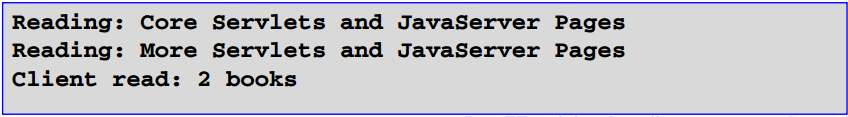 Reading: Core Servlets and JavaServer Pages
Reading: More Servlets and JavaServer Pages
Client read: 2 books